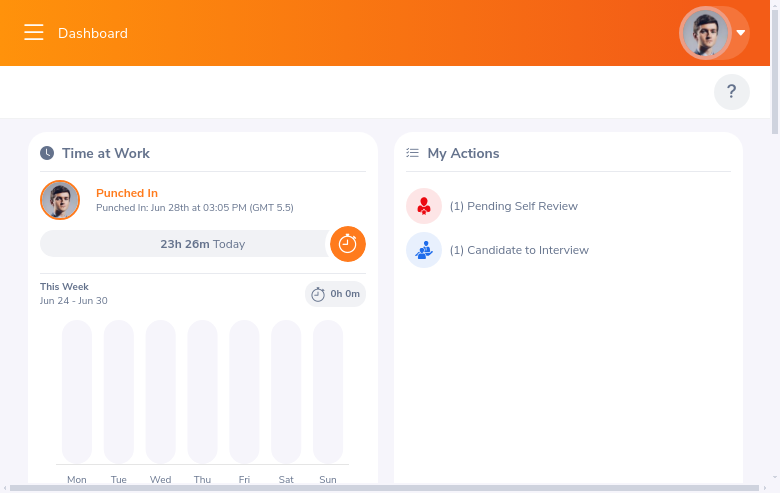 Dashboard
?
Time at Work
Punched In
Punched In: Jun 28th at 03:05 PM (GMT 5.5)
23h 26m Today
This Week
Jun 24 - Jun 30
0h 0m
Mon Tue Wed Thu Fri Sat Sun
My Actions
(1) Pending Self Review
(1) Candidate to Interview